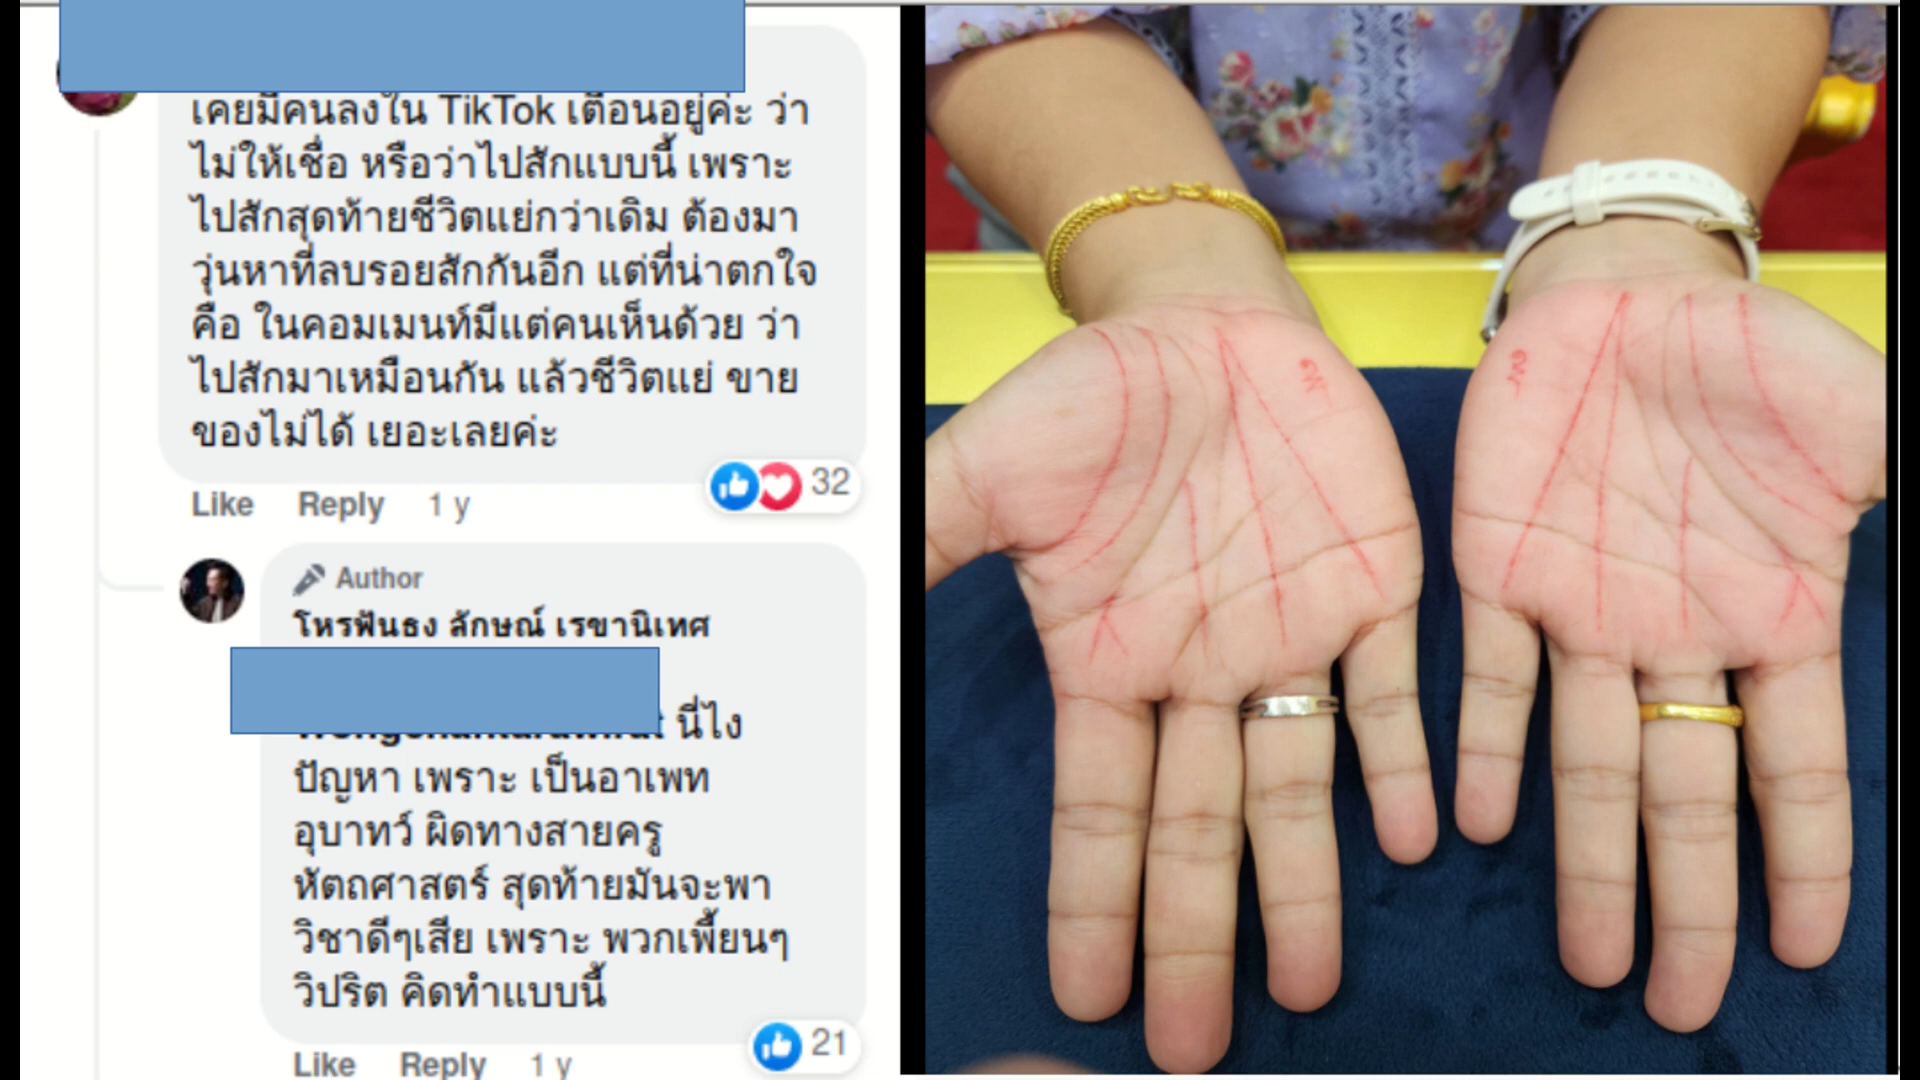 เคยมีคนลงใน TikTok เตือนอยู่ค่ะ ว่า
ไม่ให้เชื่อ หรือว่าไปสักแบบนี้ เพราะ
ไปสักสุดท้ายชีวิตแย่กว่าเดิม ต้องมา
วุ่นหาที่ลบรอยสักกันอีก แต่ที่น่าตกใจ
คือ ในคอมเมนท์มีแต่คนเห็นด้วย ว่า
ไปสักมาเหมือนกัน แล้วชีวิตแย่ ขาย
ของไม่ได้ เยอะเลยค่ะ
32
Like Reply 1 y
Author
โหรฟันธง ลักษณ์ เรขานิเทศ
นี่ไง
ปัญหา เพราะ เป็นอาเพท
อุบาทว์ ผิดทางสายครู
หัตถศาสตร์ สุดท้ายมันจะพา
วิชาดีๆเสีย เพราะ พวกเพี้ยนๆ
วิปริต คิดทำแบบนี้
21
Like Reply 1 y